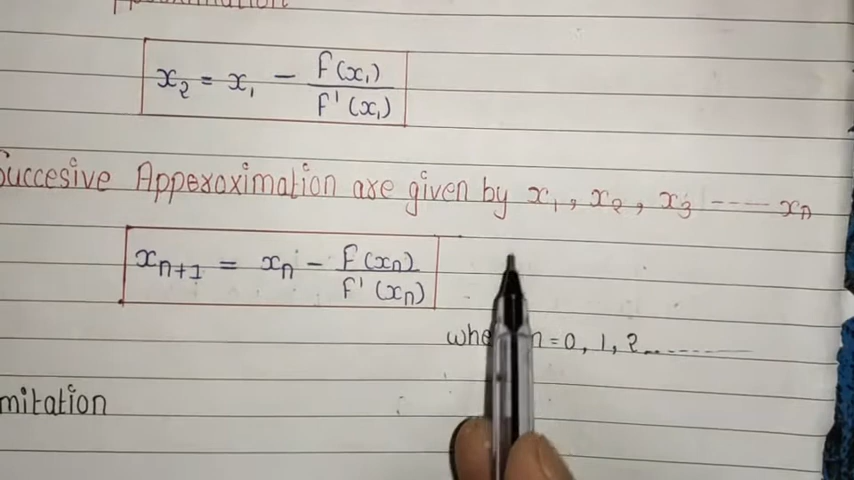 x₂ = x₁ - F(x₁) / F'(x₁)
Succesive Apperoximation are given by x₁, x₂, x₃ ----- xₙ
xₙ₊₁ = xₙ - F(xₙ) / F'(xₙ)
n = 0, 1, 2 ----------
mitation